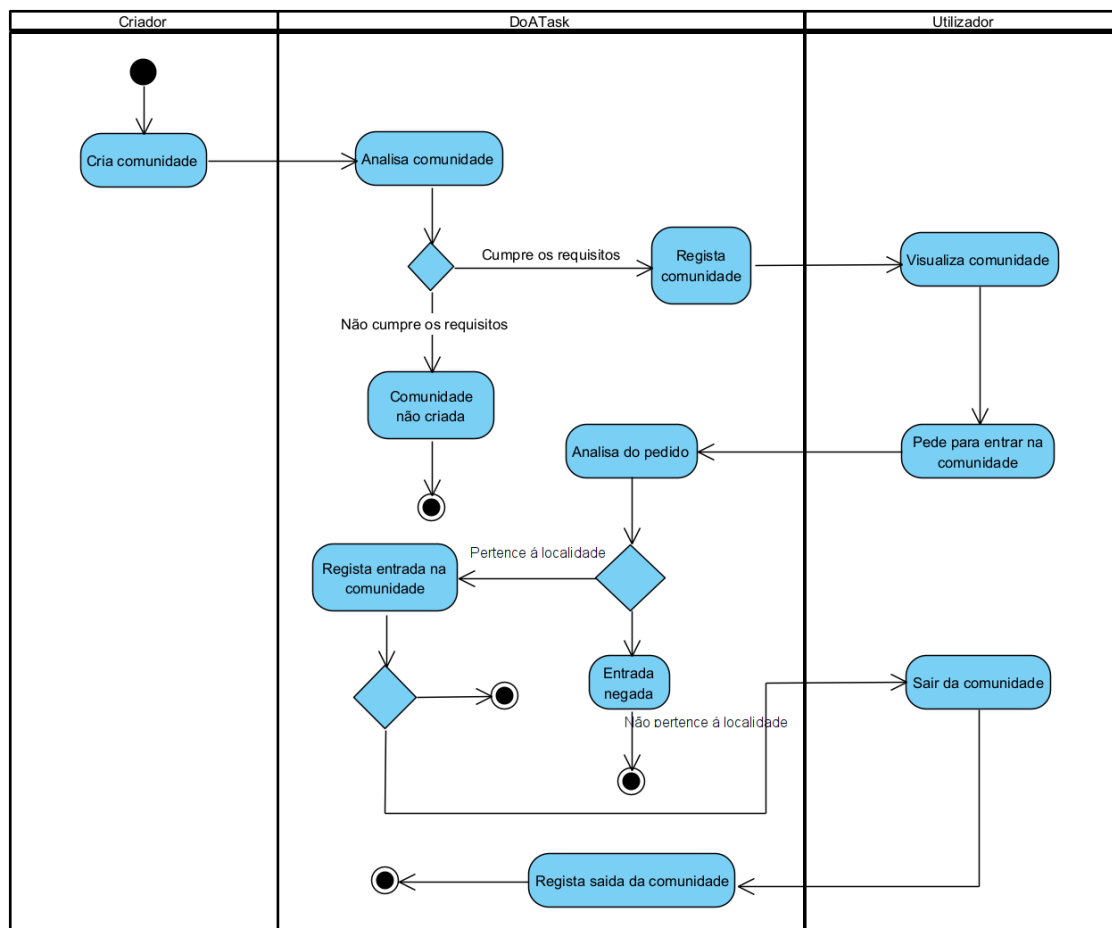 Criador
DoATask
Utilizador
Cria comunidade
Analisa comunidade
Cumpre os requisitos
Regista
comunidade
Visualiza comunidade
Não cumpre os requisitos
Comunidade
não criada
Analisa do pedido
Pede para entrar na
comunidade
Pertence á localidade
Regista entrada na
comunidade
Entrada
negada
Não pertence á localidade
Sair da comunidade
Regista saida da comunidade